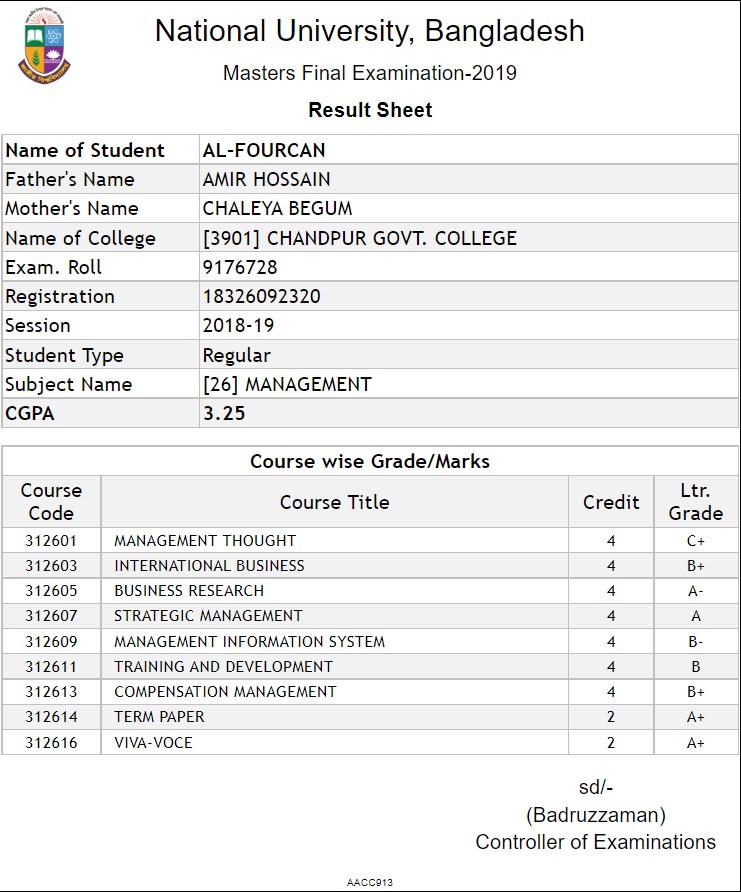 National University, Bangladesh
Masters Final Examination-2019
Result Sheet
Name of Student AL-FOURCAN
Father's Name AMIR HOSSAIN
Mother's Name CHALEYA BEGUM
Name of College [3901] CHANDPUR GOVT. COLLEGE
Exam. Roll 9176728
Registration 18326092320
Session 2018-19
Student Type Regular
Subject Name [26] MANAGEMENT
CGPA 3.25
Course wise Grade/Marks
Course Code Course Title Credit Ltr. Grade
312601 MANAGEMENT THOUGHT 4 C+
312603 INTERNATIONAL BUSINESS 4 B+
312605 BUSINESS RESEARCH 4 A-
312607 STRATEGIC MANAGEMENT 4 A
312609 MANAGEMENT INFORMATION SYSTEM 4 B-
312611 TRAINING AND DEVELOPMENT 4 B
312613 COMPENSATION MANAGEMENT 4 B+
312614 TERM PAPER 2 A+
312616 VIVA-VOCE 2 A+
sd/-
(Badruzzaman)
Controller of Examinations
AACC913